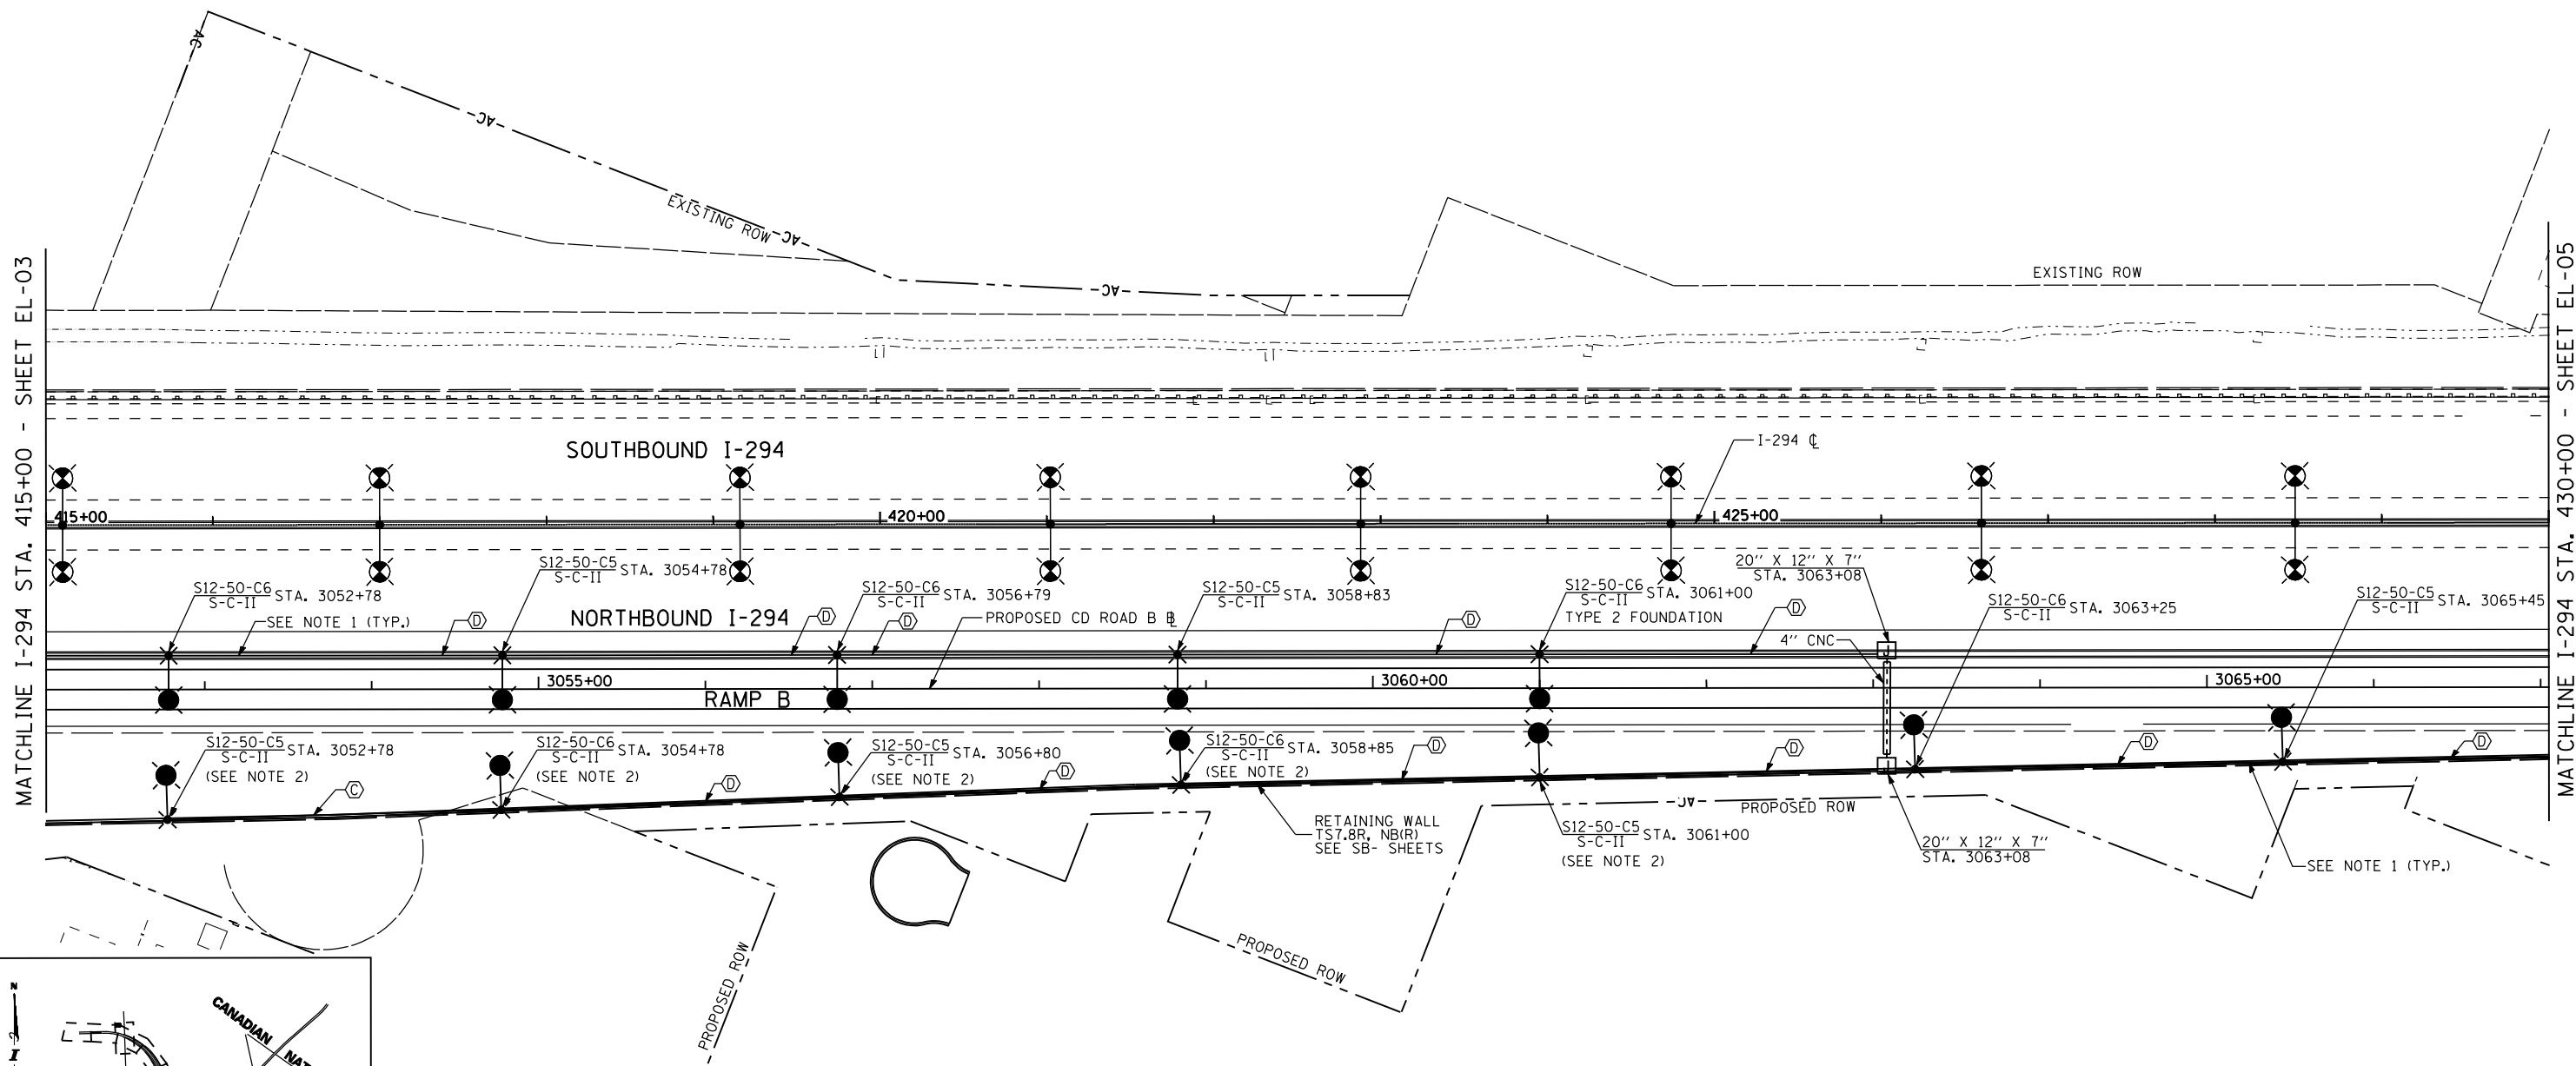 AC
AC
EXISTING ROW
AC
AC
EXISTING ROW
MATCHLINE I-294 STA. 415+00 - SHEET EL-03
MATCHLINE I-294 STA. 430+00 - SHEET EL-05
SOUTHBOUND I-294
I-294 ℄
415+00
420+00
425+00
S12-50-C6
S-C-II
STA. 3052+78
S12-50-C5
S-C-II
STA. 3054+78
S12-50-C6
S-C-II
STA. 3056+79
S12-50-C5
S-C-II
STA. 3058+83
S12-50-C6
S-C-II
STA. 3061+00
TYPE 2 FOUNDATION
20" X 12" X 7"
STA. 3063+08
S12-50-C6
S-C-II
STA. 3063+25
S12-50-C5
S-C-II
STA. 3065+45
SEE NOTE 1 (TYP.)
D
NORTHBOUND I-294
D
D
PROPOSED CD ROAD B B
D
D
4" CNC
3055+00
3060+00
3065+00
RAMP B
S12-50-C5
S-C-II
STA. 3052+78
(SEE NOTE 2)
S12-50-C6
S-C-II
STA. 3054+78
(SEE NOTE 2)
S12-50-C5
S-C-II
STA. 3056+80
(SEE NOTE 2)
S12-50-C6
S-C-II
STA. 3058+85
(SEE NOTE 2)
C
D
D
D
D
D
D
RETAINING WALL
TS7.8R, NB(R)
SEE SB- SHEETS
S12-50-C5
S-C-II
STA. 3061+00
(SEE NOTE 2)
AC
PROPOSED ROW
20" X 12" X 7"
STA. 3063+08
SEE NOTE 1 (TYP.)
PROPOSED ROW
PROPOSED ROW
N
CANADIAN